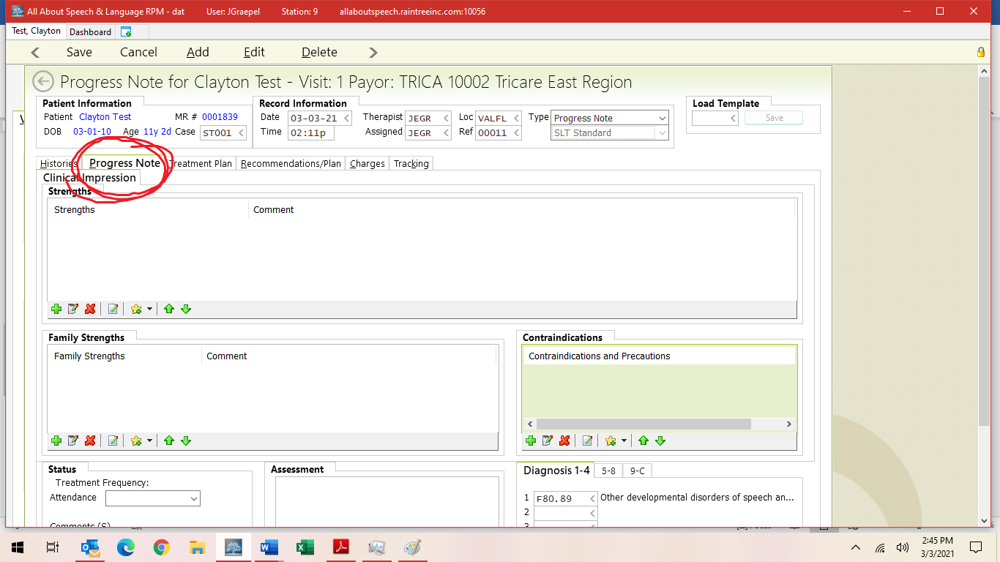 All About Speech & Language RPM - dat User: JGraepel Station: 9 allaboutspeech.raintreeinc.com:10056
Test, Clayton Dashboard
Save Cancel Add Edit Delete
Progress Note for Clayton Test - Visit: 1 Payor: TRICA 10002 Tricare East Region
Patient Information Record Information Load Template
Patient Clayton Test MR # 0001839 Date 03-03-21 Therapist JEGR Loc VALFL Type Progress Note Save
DOB 03-01-10 Age 11y 2d Case ST001 Time 02:11p Assigned JEGR Ref 00011 SLT Standard
Histories Progress Note Treatment Plan Recommendations/Plan Charges Tracking
Clinical Impression
Strengths
Strengths Comment
Family Strengths Contraindications
Family Strengths Comment Contraindications and Precautions
Status Assessment Diagnosis 1-4 5-8 9-C
Treatment Frequency:
Attendance 1 F80.89 Other developmental disorders of speech an...
2
Comments (S) 3
2:45 PM
3/3/2021